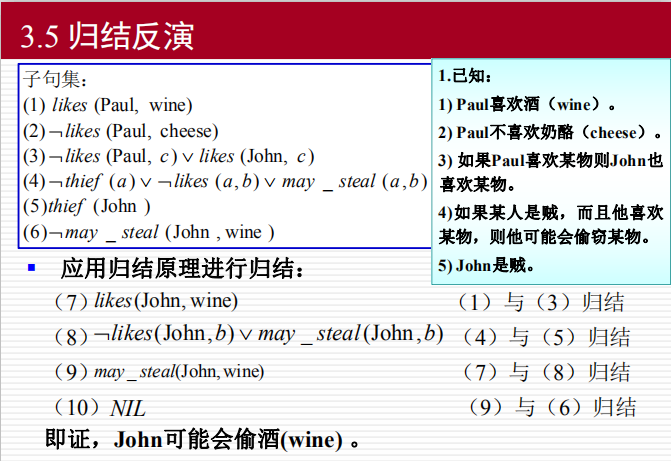 3.5 归结反演
子句集：
(1) likes (Paul, wine)
(2) ¬likes (Paul, cheese)
(3) ¬likes (Paul, c) ∨ likes (John, c)
(4) ¬thief (a) ∨ ¬likes (a,b) ∨ may _ steal (a,b)
(5)thief (John )
(6)¬may _ steal (John , wine )
1.已知：
1) Paul喜欢酒（wine）。
2) Paul不喜欢奶酪（cheese）。
3) 如果Paul喜欢某物则John也
喜欢某物。
4)如果某人是贼，而且他喜欢
某物，则他可能会偷窃某物。
5) John是贼。
应用归结原理进行归结：
（7）likes(John, wine) （1）与（3）归结
（8）¬likes(John,b) ∨ may _ steal(John,b) （4）与（5）归结
（9）may _ steal(John, wine) （7）与（8）归结
（10）NIL （9）与（6）归结
即证，John可能会偷酒(wine) 。